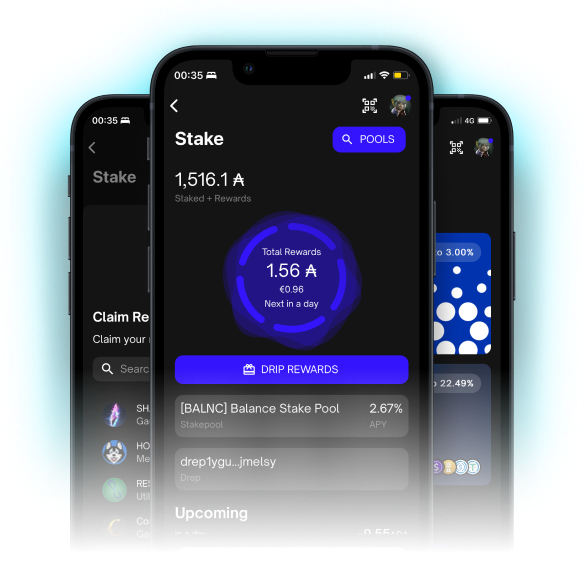 00:35
Stake
POOLS
1,516.1 ₳
Staked + Rewards
Total Rewards
1.56 ₳
€0.96
Next in a day
DRIP REWARDS
[BALNC] Balance Stake Pool 2.67%
Stakepool APY
drep1ygu...jmelsy
Drep
Upcoming
00:35
Stake
Claim Re
Claim your
Searc
SH
Ga
HO
Me
RES
Utili
Co
Ga
4G
o 3.00%
22.49%